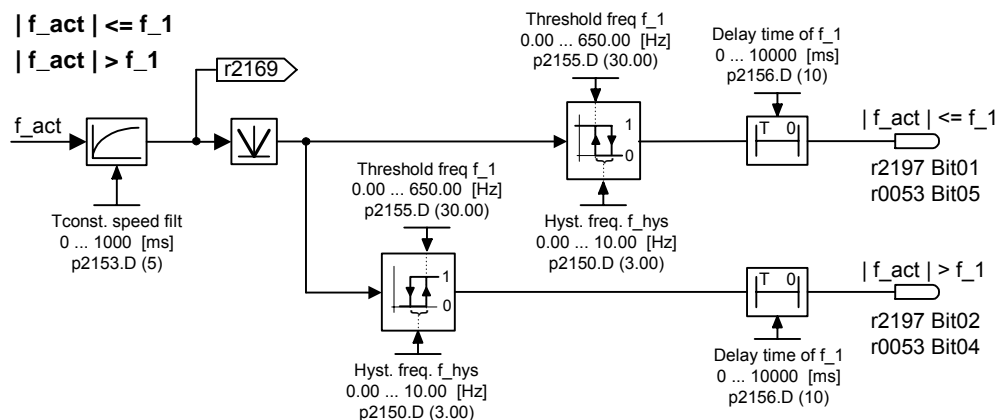 | f_act | <= f_1
| f_act | > f_1
r2169
f_act
Tconst. speed filt
0 ... 1000 [ms]
p2153.D (5)
Threshold freq f_1
0.00 ... 650.00 [Hz]
p2155.D (30.00)
1
0
Hyst. freq. f_hys
0.00 ... 10.00 [Hz]
p2150.D (3.00)
Delay time of f_1
0 ... 10000 [ms]
p2156.D (10)
T 0
| f_act | <= f_1
r2197 Bit01
r0053 Bit05
Threshold freq f_1
0.00 ... 650.00 [Hz]
p2155.D (30.00)
1
0
Hyst. freq. f_hys
0.00 ... 10.00 [Hz]
p2150.D (3.00)
T 0
Delay time of f_1
0 ... 10000 [ms]
p2156.D (10)
| f_act | > f_1
r2197 Bit02
r0053 Bit04